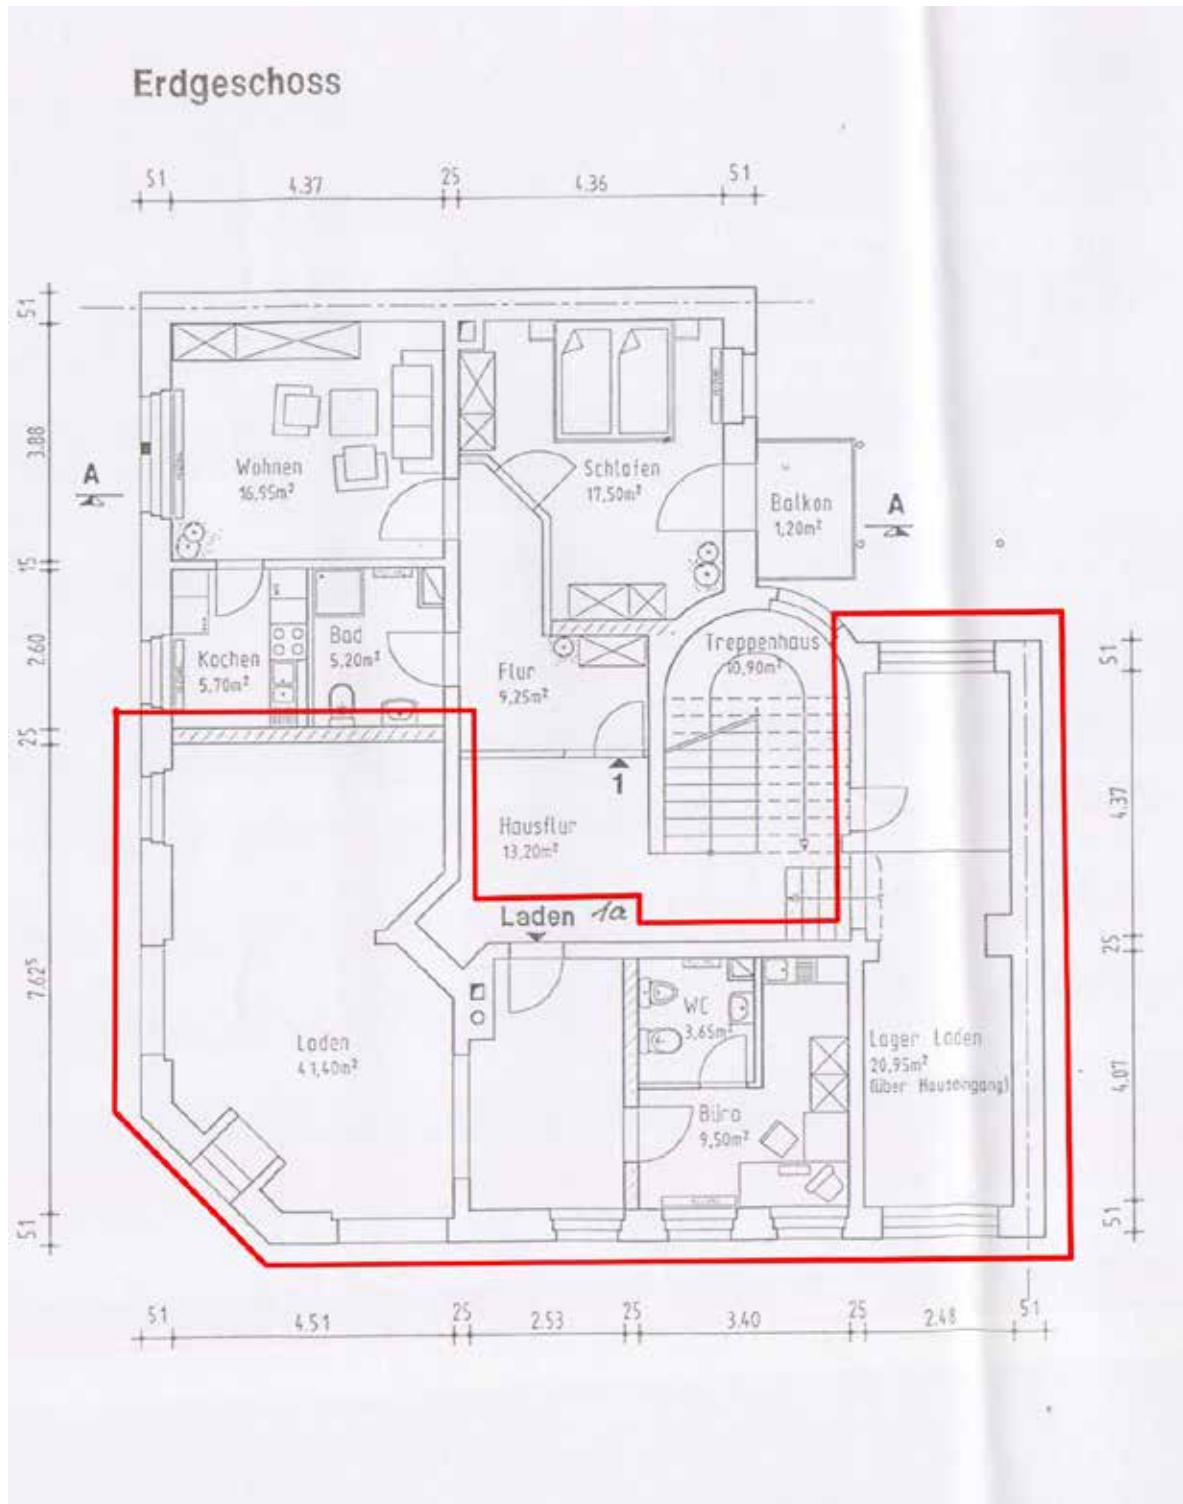 Erdgeschoss
51
4.37
25
4.36
51
51
3.88
15
2.60
25
7.62⁵
51
A
Wohnen
16,95m²
Schlafen
17,50m²
Balkon
1,20m²
A
Kochen
5,70m²
Bad
5,20m²
Flur
9,25m²
Treppenhaus
10,90m²
1
Hausflur
13,20m²
Laden 1a
Laden
41,40m²
WC
3,65m²
Büro
9,50m²
Lager Laden
20,95m²
(über Hauseingang)
51
4.37
25
4.07
51
51
4.51
25
2.53
25
3.40
25
2.48
51